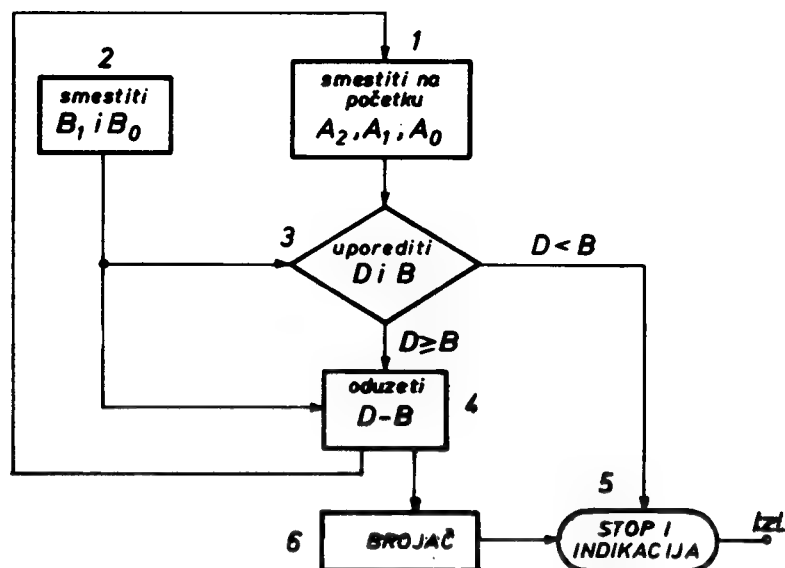 1
2
smestiti na
početku
A₂, A₁, A₀
smestiti
B₁ i B₀
3
uporediti
D i B
D < B
D ≥ B
oduzeti
D-B
4
5
6
BROJAČ
STOP I
INDIKACIJA
Izl.